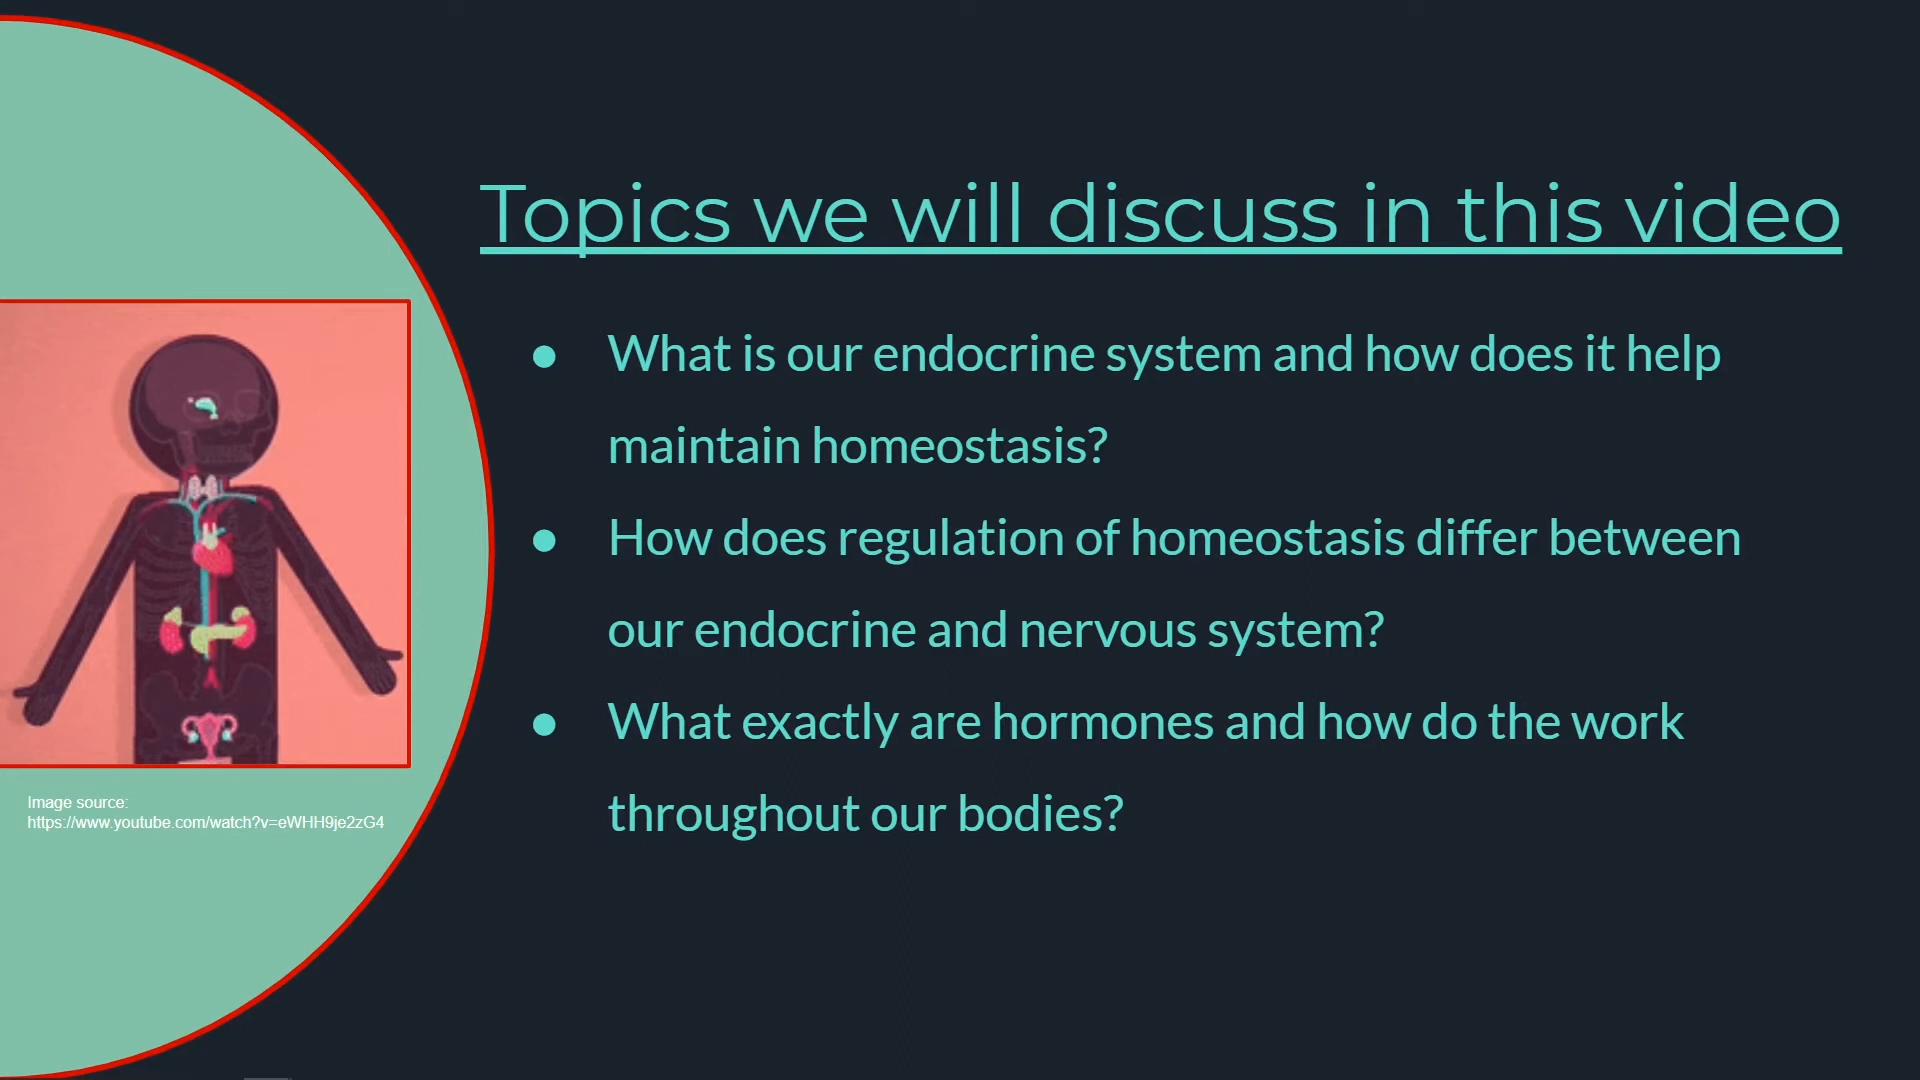 Topics we will discuss in this video
● What is our endocrine system and how does it help
maintain homeostasis?
● How does regulation of homeostasis differ between
our endocrine and nervous system?
● What exactly are hormones and how do the work
throughout our bodies?
Image source:
https://www.youtube.com/watch?v=eWHH9je2zG4